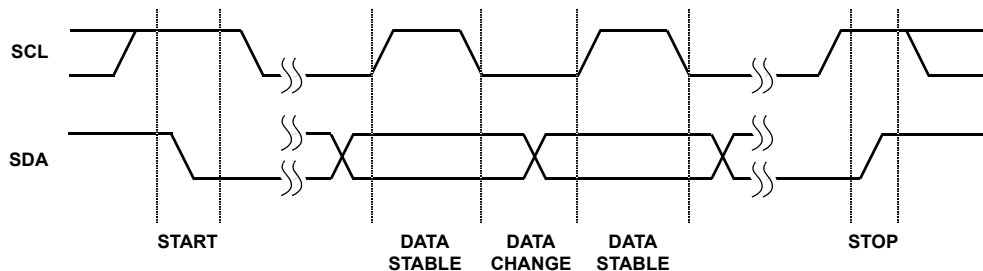 SCL
SDA
START
DATA
STABLE
DATA
CHANGE
DATA
STABLE
STOP